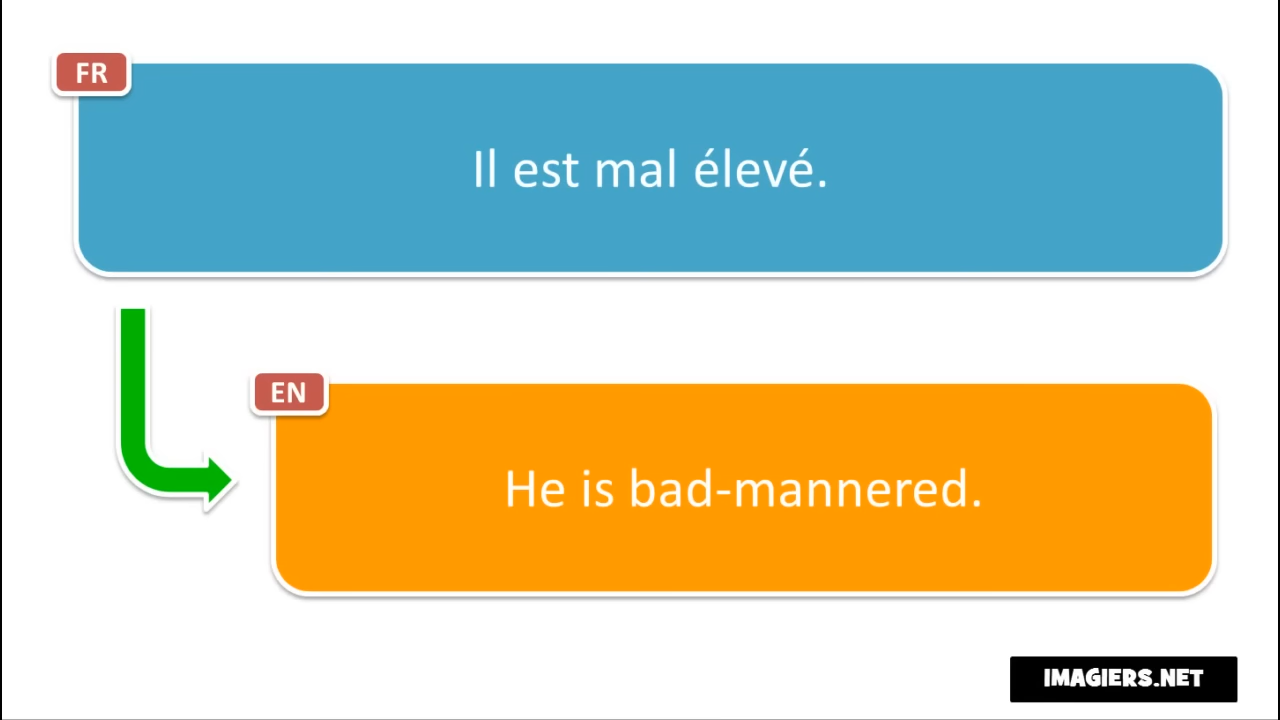 FR
Il est mal élevé.
EN
He is bad-mannered.
IMAGIERS.NET